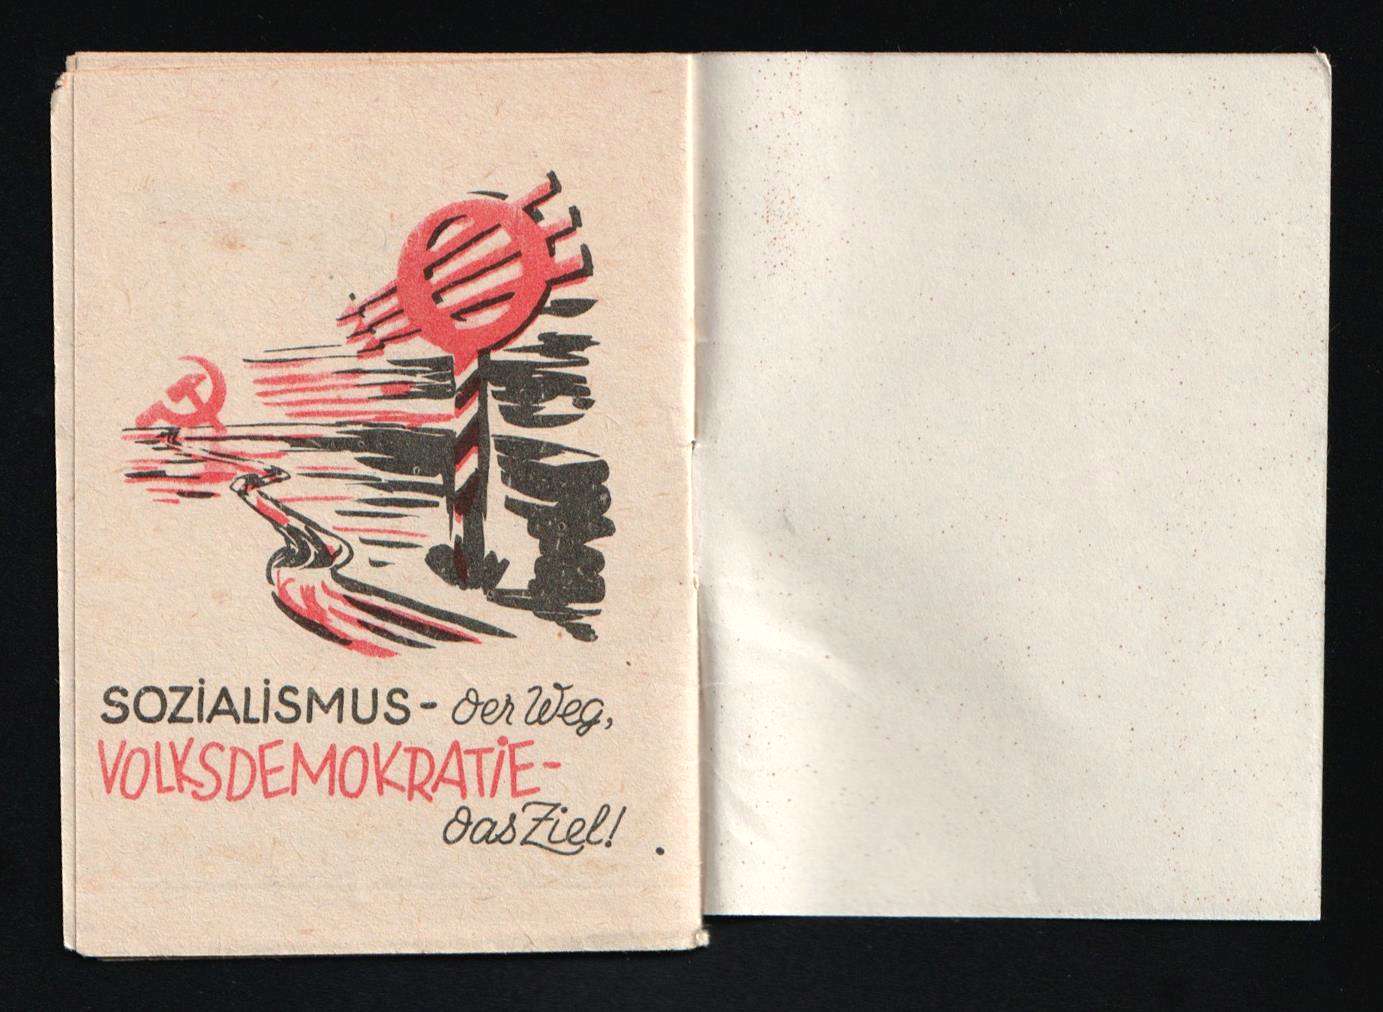 SOZiALiSMUS - der Weg,
VOLKSDEMOKRATiE -
das Ziel!